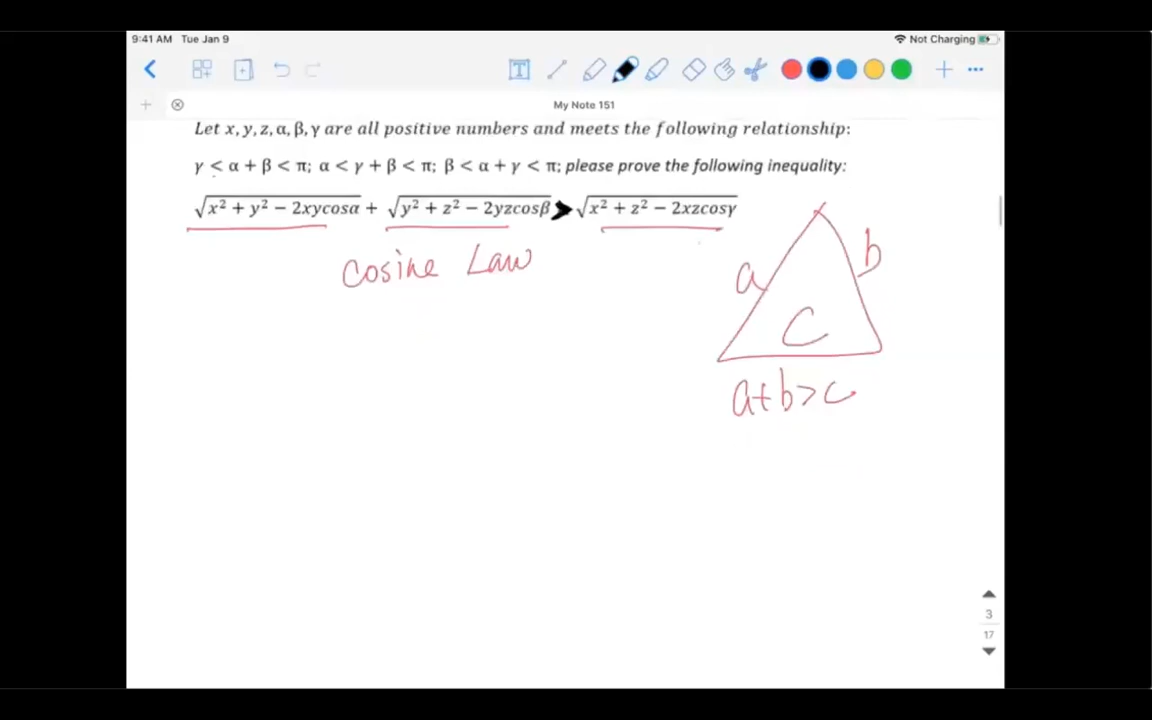 9:41 AM Tue Jan 9
Not Charging
My Note 151
Let x, y, z, α, β, γ are all positive numbers and meets the following relationship:
γ < α + β < π; α < γ + β < π; β < α + γ < π; please prove the following inequality:
√x² + y² − 2xycosα + √y² + z² − 2yzcosβ > √x² + z² − 2xzcosγ
cosine Law
a
b
C
a+b>c
3
17